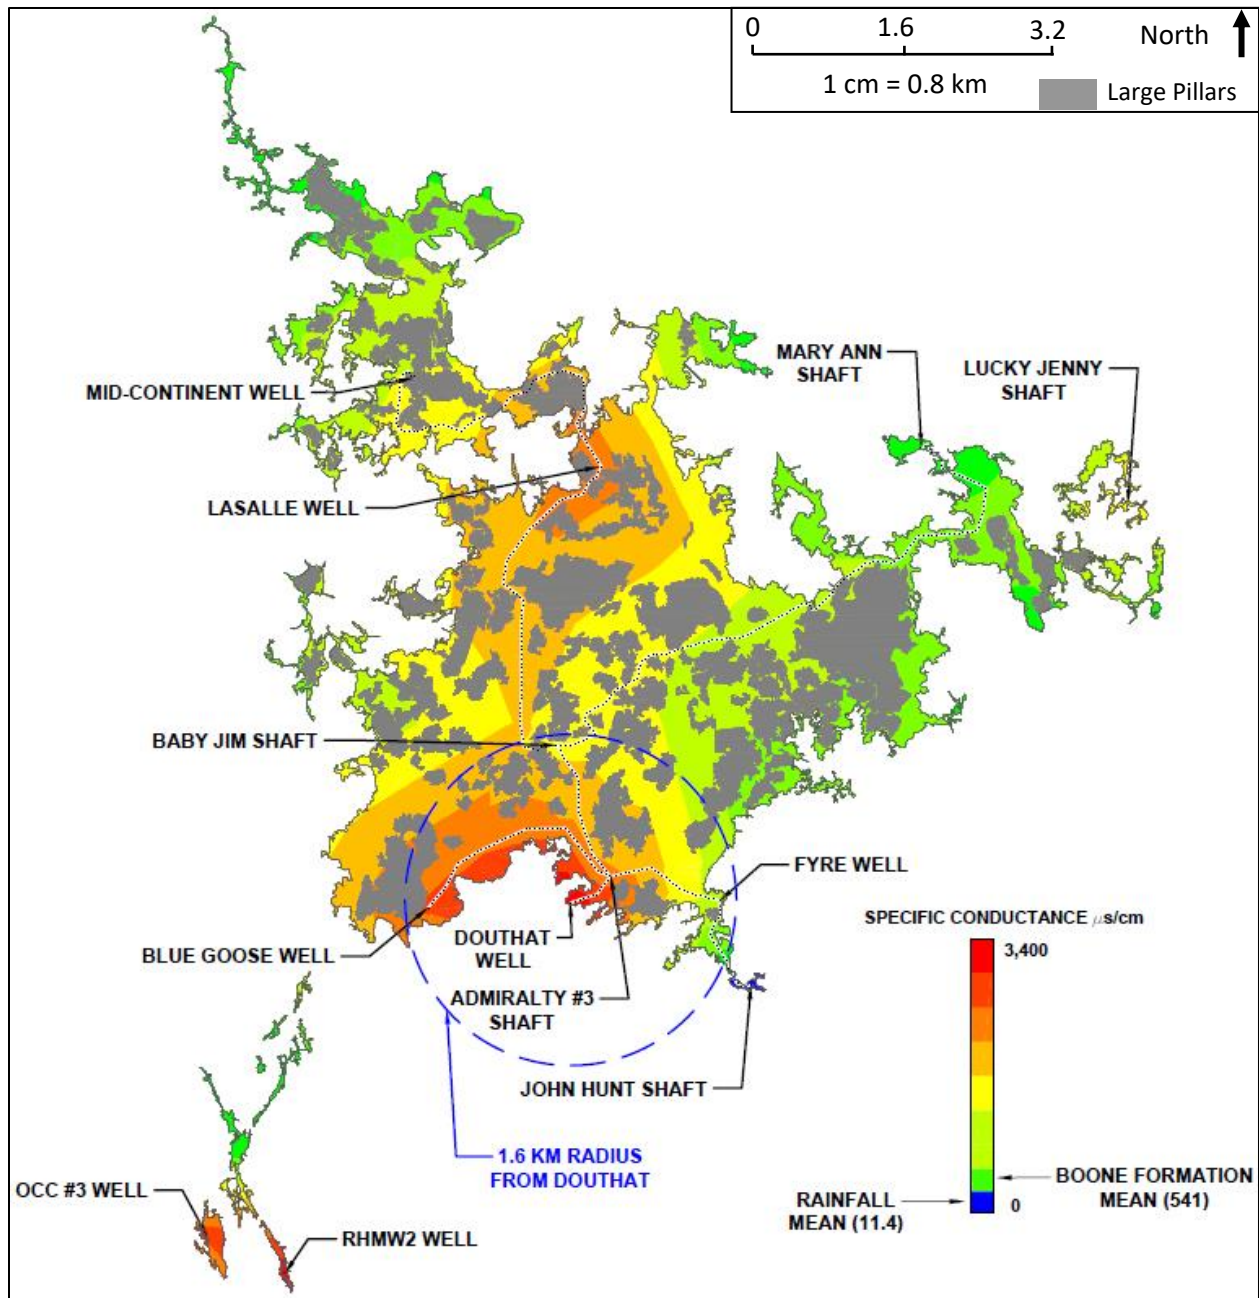 0 1.6 3.2 North
1 cm = 0.8 km Large Pillars
MARY ANN
SHAFT
LUCKY JENNY
SHAFT
MID-CONTINENT WELL
LASALLE WELL
BABY JIM SHAFT
FYRE WELL
SPECIFIC CONDUCTANCE µs/cm
3,400
BLUE GOOSE WELL
DOUTHAT
WELL
ADMIRALTY #3
SHAFT
JOHN HUNT SHAFT
1.6 KM RADIUS
FROM DOUTHAT
BOONE FORMATION
MEAN (541)
RAINFALL
MEAN (11.4)
0
OCC #3 WELL
RHMW2 WELL